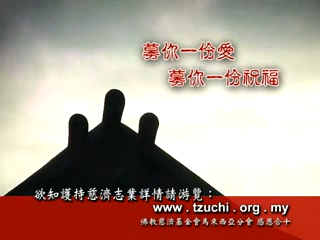 募你一份愛
募你一份祝福
欲知護持慈濟志業詳情請游覽：
www.tzuchi.org.my
佛教慈濟基金會馬來西亞分會 感恩合十